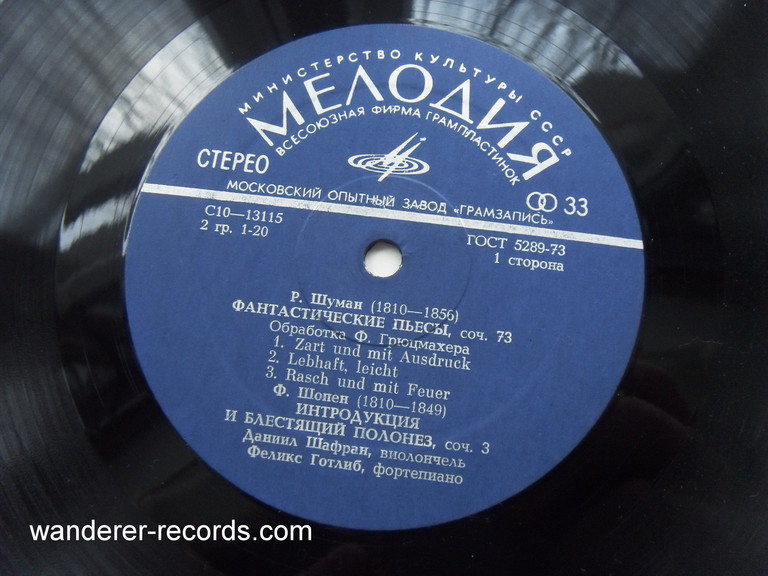 МИНИСТЕРСТВО КУЛЬТУРЫ СССР
МЕЛОДИЯ
ВСЕСОЮЗНАЯ ФИРМА ГРАМПЛАСТИНОК
СТЕРЕО
33
МОСКОВСКИЙ ОПЫТНЫЙ ЗАВОД «ГРАМЗАПИСЬ»
С10—13115
ГОСТ 5289-73
2 гр. 1-20
1 сторона
Р. Шуман (1810—1856)
ФАНТАСТИЧЕСКИЕ ПЬЕСЫ, соч. 73
Обработка Ф. Грюцмахера
1. Zart und mit Ausdruck
2. Lebhaft, leicht
3. Rasch und mit Feuer
Ф. Шопен (1810—1849)
ИНТРОДУКЦИЯ
И БЛЕСТЯЩИЙ ПОЛОНЕЗ, соч. 3
Даниил Шафран, виолончель
Феликс Готлиб, фортепиано
wanderer-records.com